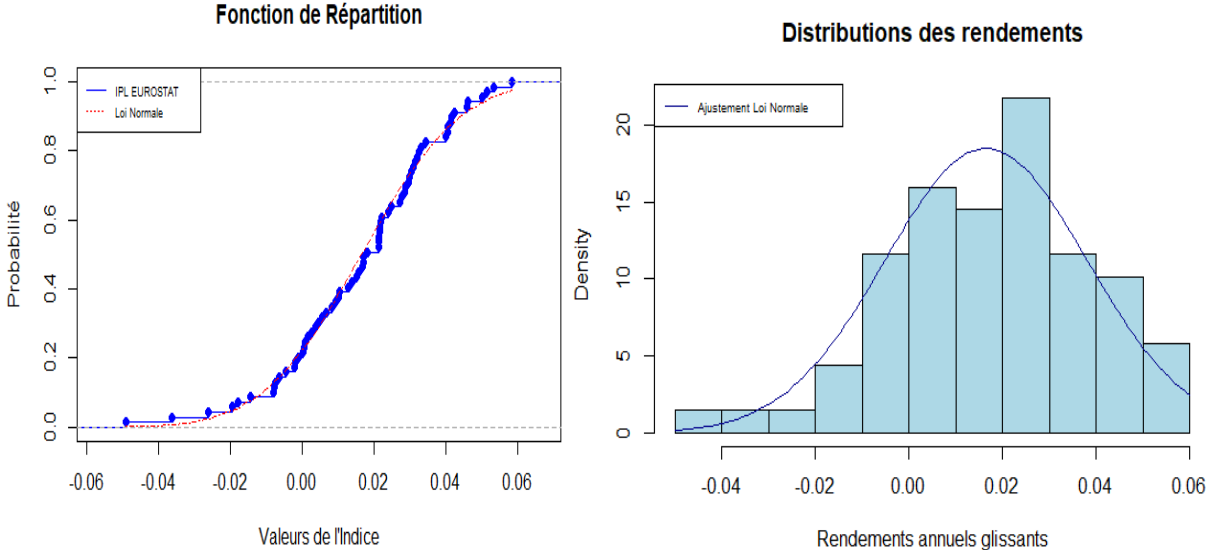 Fonction de Répartition
IPL EUROSTAT
Loi Normale
Probabilité
0.0 0.2 0.4 0.6 0.8 1.0
-0.06 -0.04 -0.02 0.00 0.02 0.04 0.06
Valeurs de l'Indice
Distributions des rendements
Ajustement Loi Normale
Density
0 5 10 15 20
-0.04 -0.02 0.00 0.02 0.04 0.06
Rendements annuels glissants